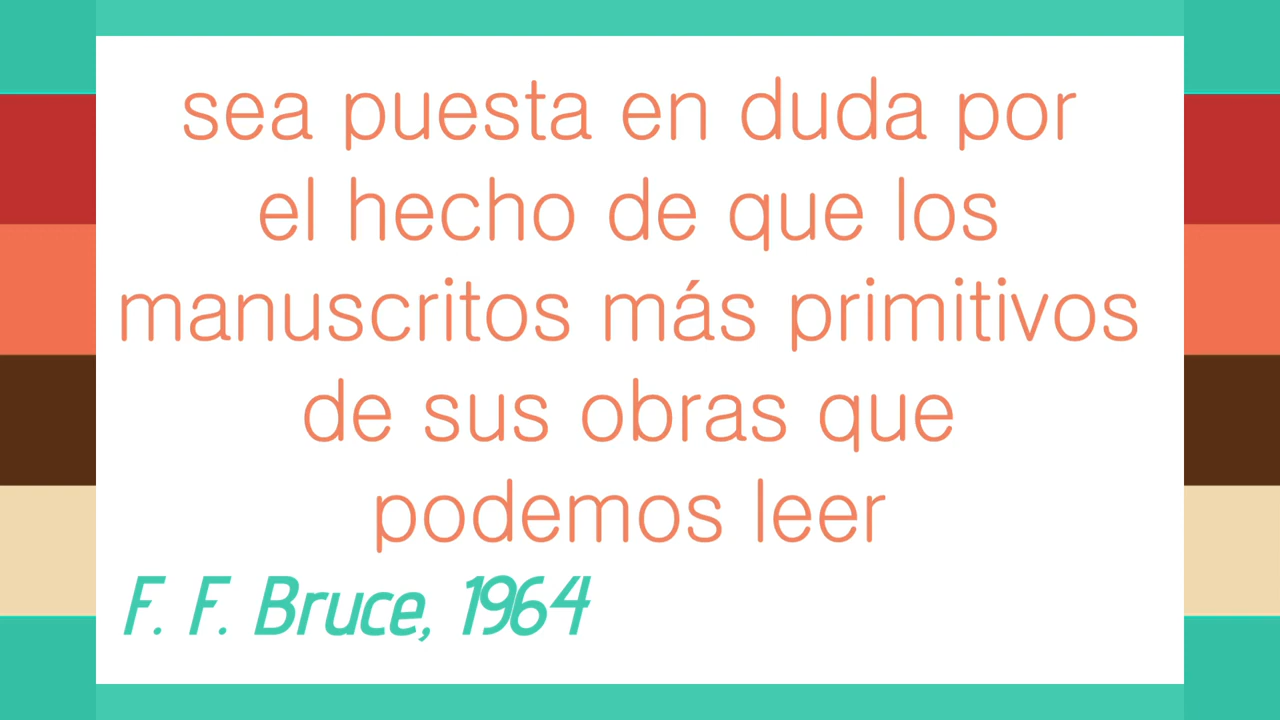 sea puesta en duda por
el hecho de que los
manuscritos más primitivos
de sus obras que
podemos leer
F. F. Bruce, 1964